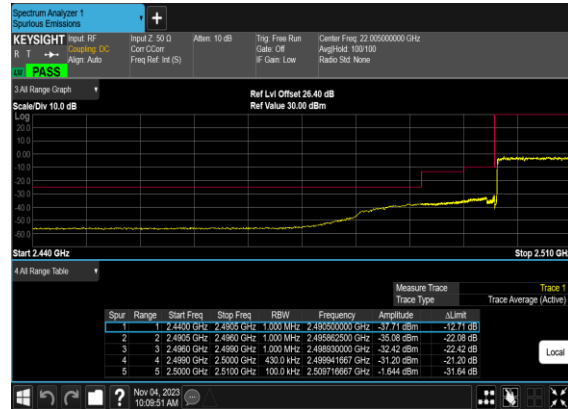 Spectrum Analyzer 1
Spurious Emissions
+
KEYSIGHT Input: RF Input Z: 50 Ω Atten: 10 dB Trig: Free Run Center Freq: 22.005000000 GHz
R T Coupling: DC Corr CCorr Gate: Off Avg|Hold: 100/100
Align: Auto Freq Ref: Int (S) IF Gain: Low Radio Std: None
LW PASS
3 All Range Graph
Ref Lvl Offset 26.40 dB
Scale/Div 10.0 dB Ref Value 30.00 dBm
Log
20.0
10.0
0.00
-10.0
-20.0
-30.0
-40.0
-50.0
-60.0
Start 2.440 GHz Stop 2.510 GHz
4 All Range Table
Measure Trace Trace 1
Trace Type Trace Average (Active)
Spur Range Start Freq Stop Freq RBW Frequency Amplitude ΔLimit
1 1 2.4400 GHz 2.4905 GHz 1.000 MHz 2.490500000 GHz -37.71 dBm -12.71 dB
2 2 2.4905 GHz 2.4960 GHz 1.000 MHz 2.495862500 GHz -35.08 dBm -22.08 dB
3 3 2.4960 GHz 2.4990 GHz 1.000 MHz 2.498930000 GHz -32.42 dBm -22.42 dB
4 4 2.4990 GHz 2.5000 GHz 430.0 kHz 2.499941667 GHz -31.20 dBm -21.20 dB
5 5 2.5000 GHz 2.5100 GHz 100.0 kHz 2.509716667 GHz -1.644 dBm -31.64 dB
Local
? Nov 04, 2023
10:09:51 AM